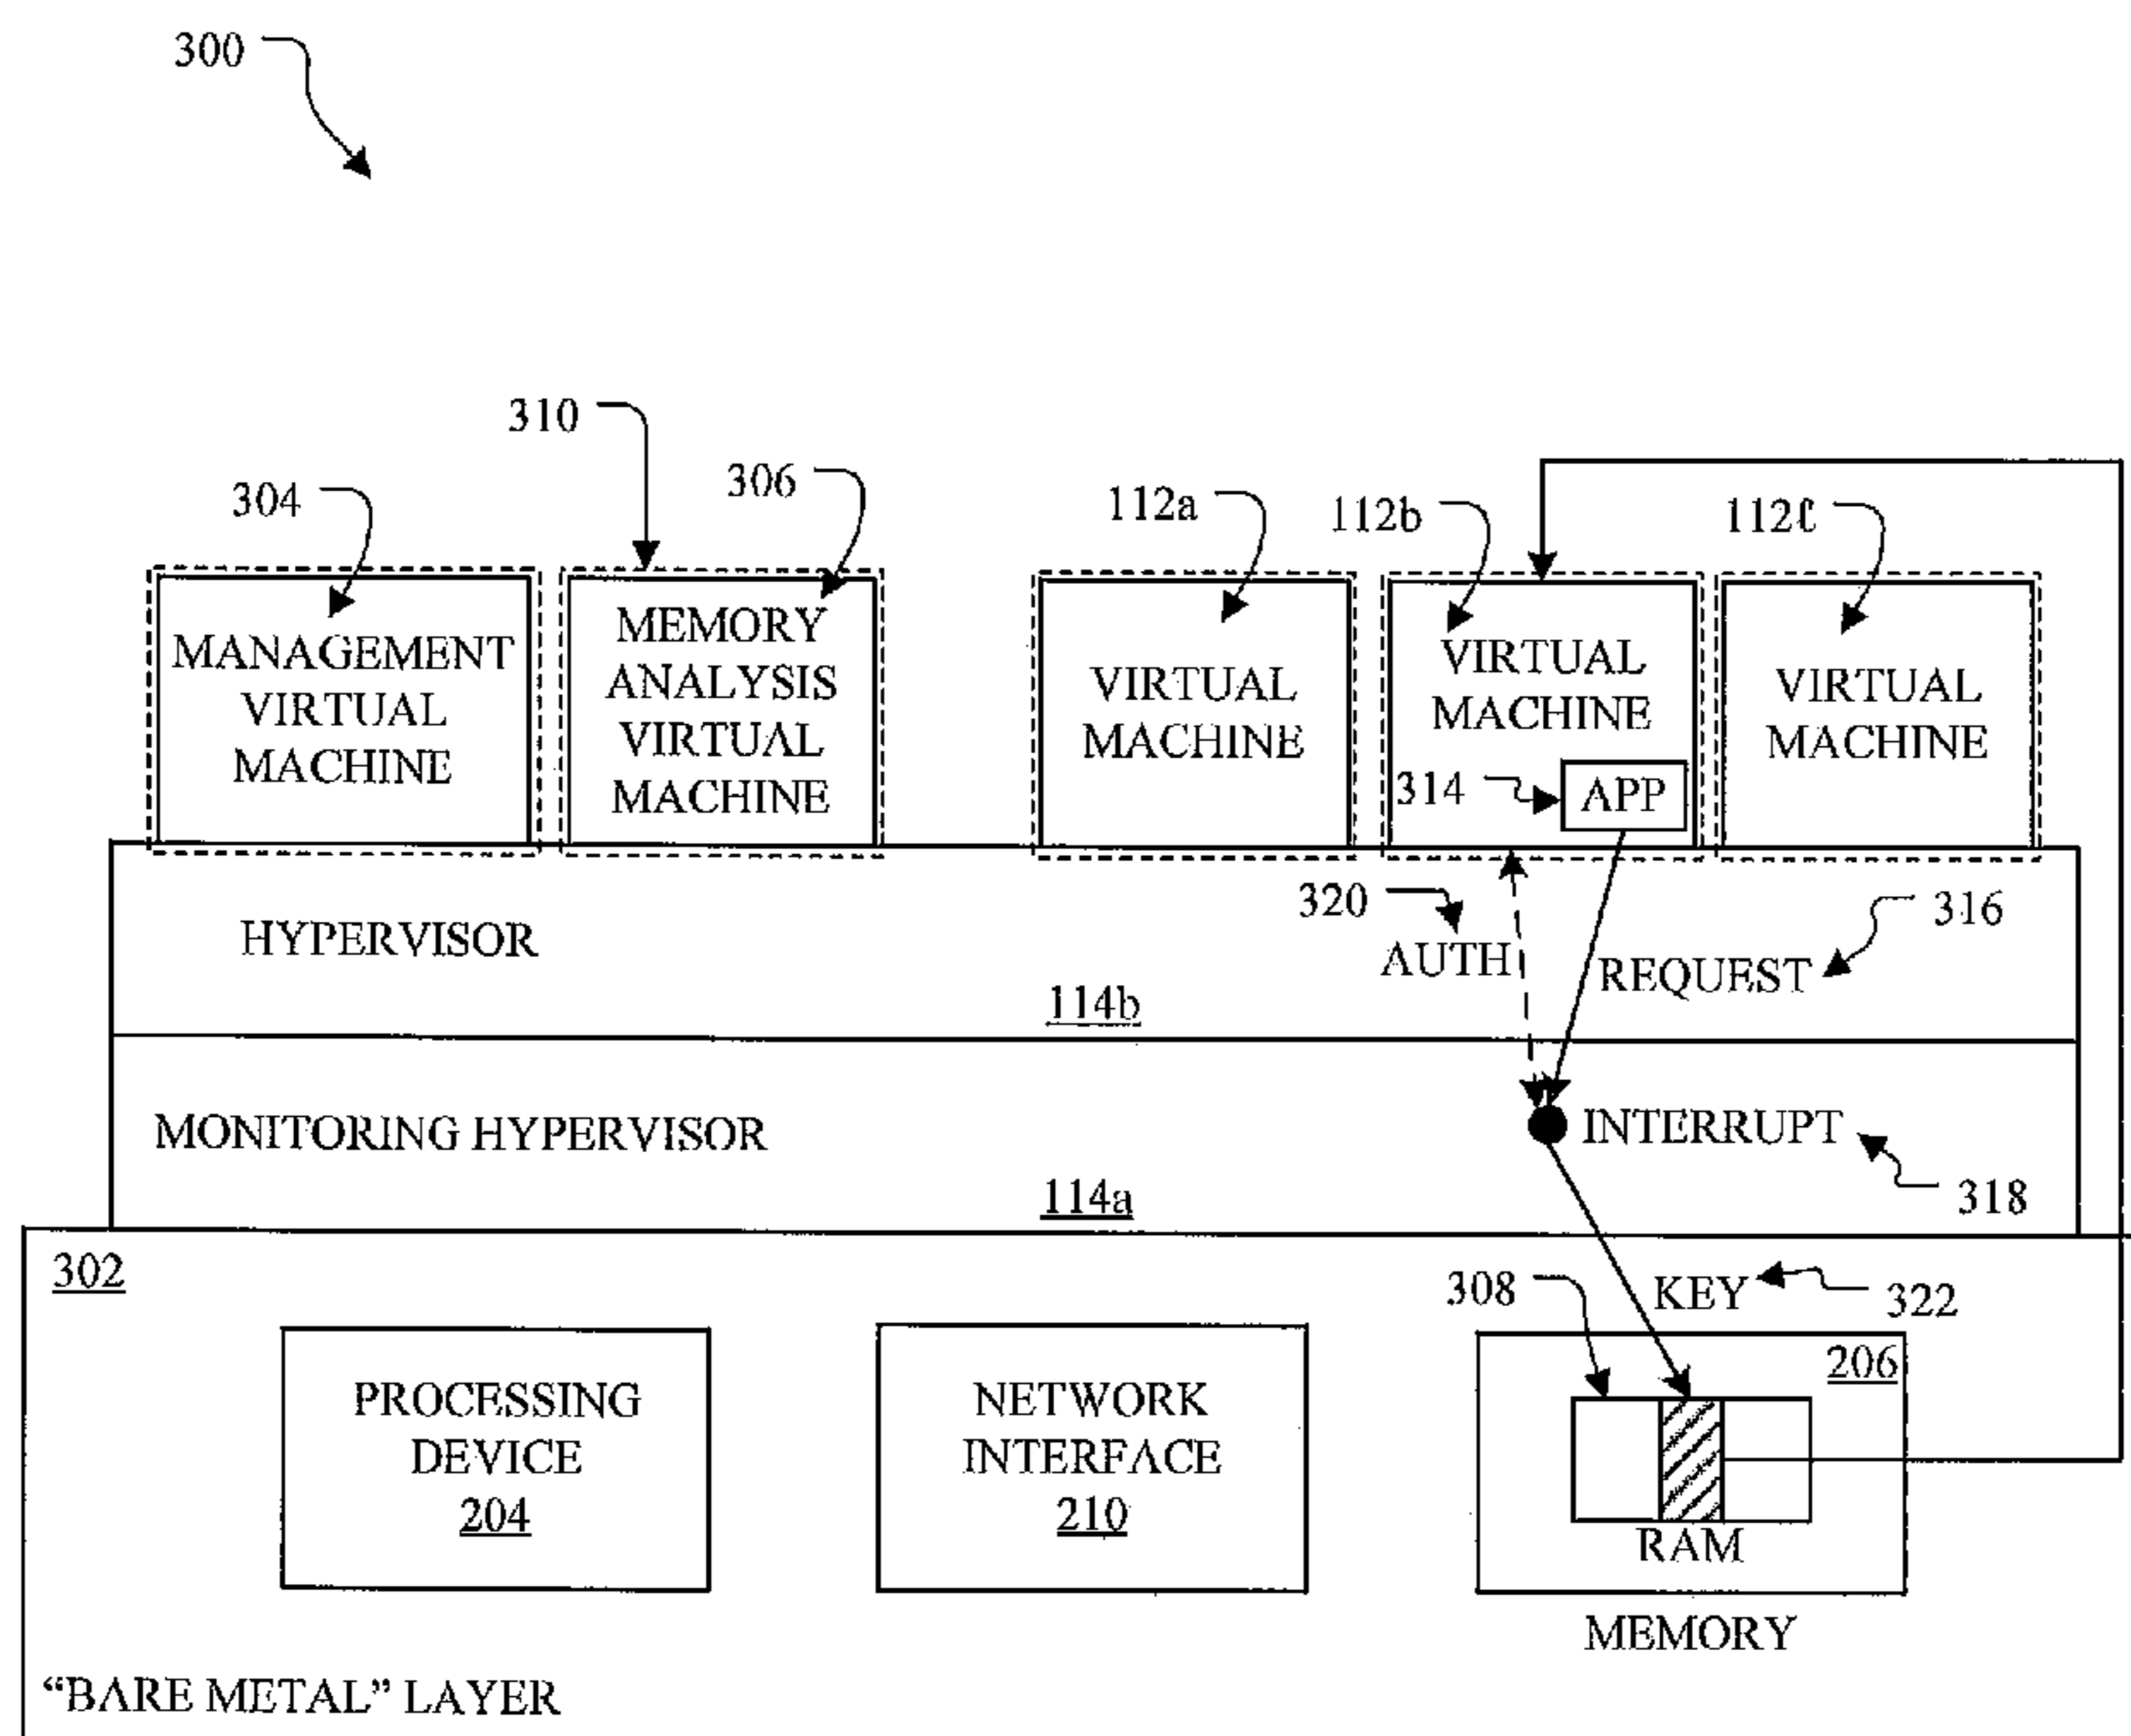 300
310
306
304
112a
112b
112f
MANAGEMENT
VIRTUAL
MACHINE
MEMORY
ANALYSIS
VIRTUAL
MACHINE
VIRTUAL
MACHINE
VIRTUAL
MACHINE
314
APP
VIRTUAL
MACHINE
320
AUTH
REQUEST
316
HYPERVISOR
114b
MONITORING HYPERVISOR
INTERRUPT
318
114a
302
308
KEY
322
PROCESSING
DEVICE
204
NETWORK
INTERFACE
210
206
RAM
MEMORY
“BARE METAL” LAYER